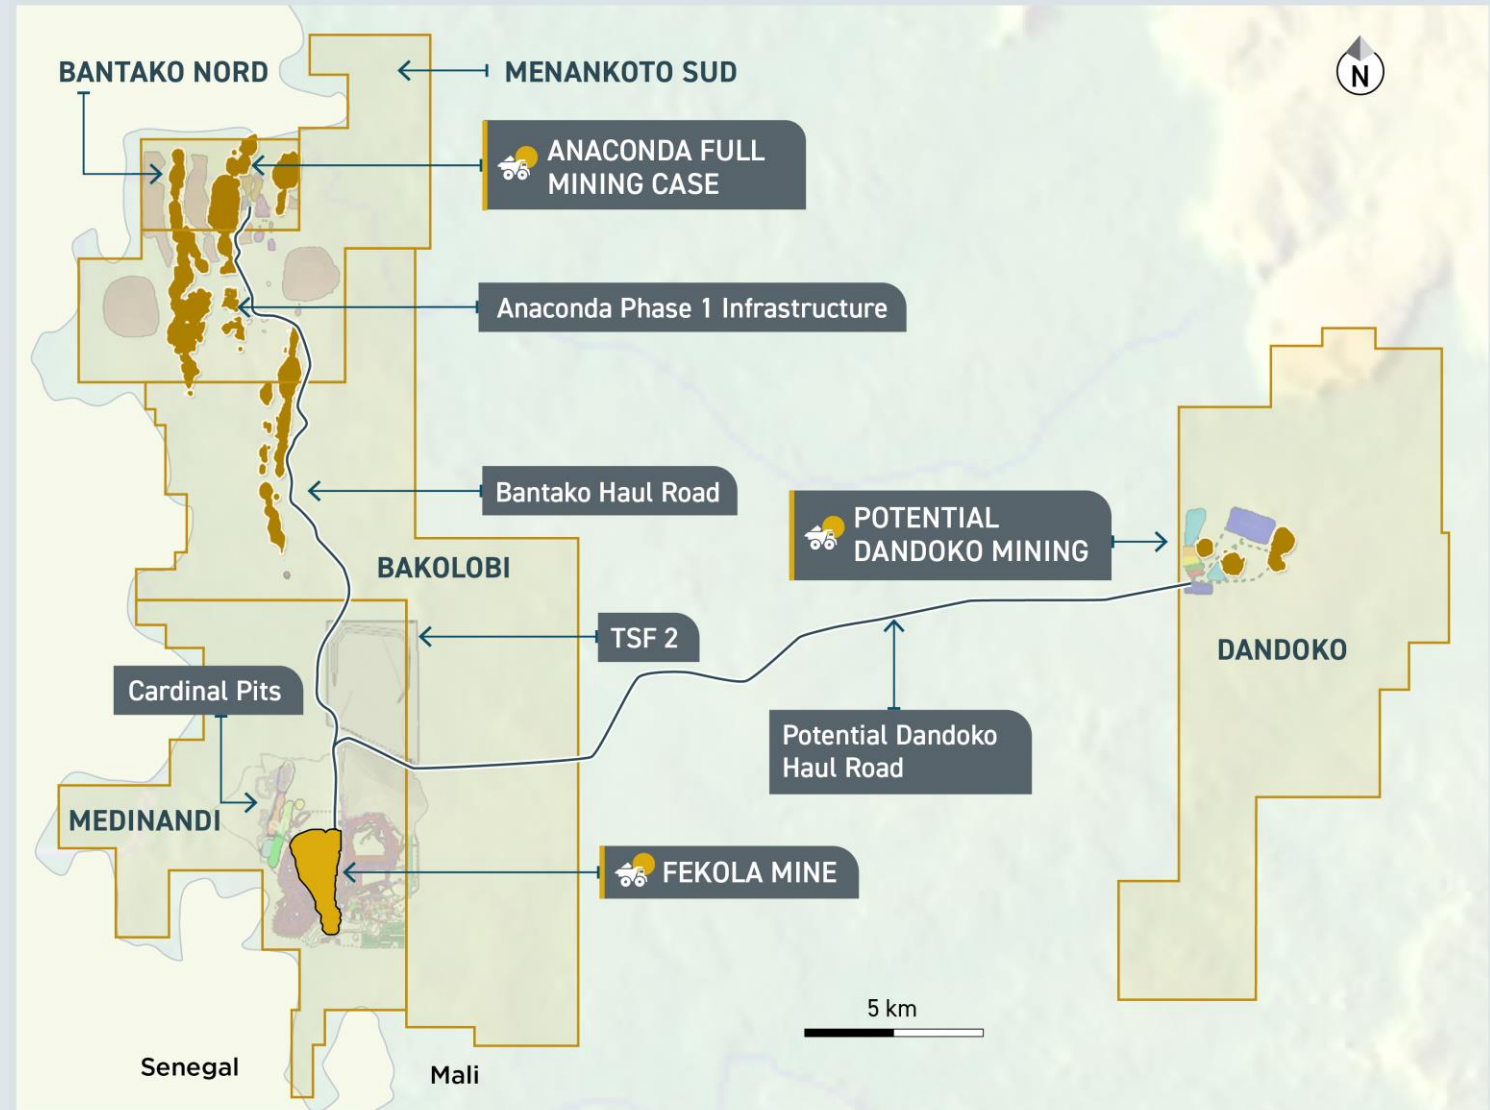 BANTAKO NORD
MENANKOTO SUD
N
ANACONDA FULL
MINING CASE
Anaconda Phase 1 Infrastructure
Bantako Haul Road
POTENTIAL
DANDOKO MINING
BAKOLOBI
TSF 2
DANDOKO
Cardinal Pits
Potential Dandoko
Haul Road
MEDINANDI
FEKOLA MINE
5 km
Senegal
Mali